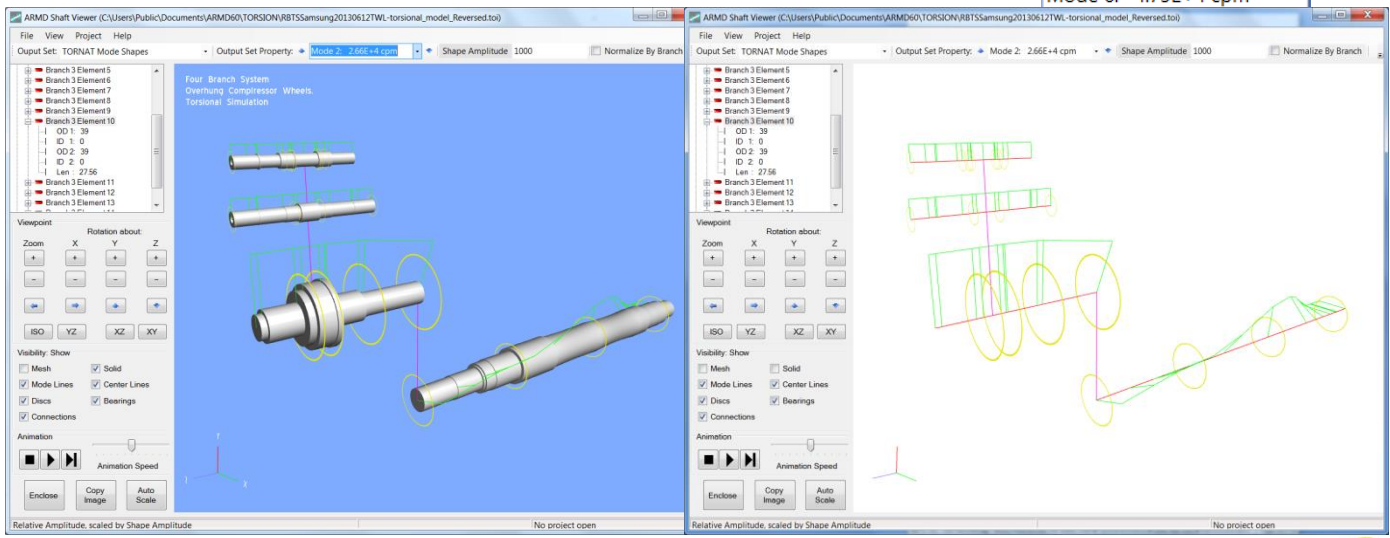 Mode 6: 4.752+4 cpm
ARMD Shaft Viewer (C:\Users\Public\Documents\ARMD60\TORSION\RBTSSamsung20130612TWL-torsional_model_Reversed.toi)
File View Project Help
Ouput Set: TORNAT Mode Shapes Output Set Property: Mode 2: 2.66E+4 cpm Shape Amplitude 1000 Normalize By Branch
Branch 3 Element 5
Branch 3 Element 6
Branch 3 Element 7
Branch 3 Element 8
Branch 3 Element 9
Branch 3 Element 10
OD 1: 39
ID 1: 0
OD 2: 39
ID 2: 0
Len : 27.56
Branch 3 Element 11
Branch 3 Element 12
Branch 3 Element 13
Four Branch System
Overhung Compressor Wheels.
Torsional Simulation
Viewpoint
Rotation about:
Zoom X Y Z
+ + + +
- - - -
ISO YZ XZ XY
Visibility: Show
Mesh Solid
Mode Lines Center Lines
Discs Bearings
Connections
Animation
Animation Speed
Enclose Copy Image Auto Scale
Relative Amplitude, scaled by Shape Amplitude No project open
ARMD Shaft Viewer (C:\Users\Public\Documents\ARMD60\TORSION\RBTSSamsung20130612TWL-torsional_model_Reversed.toi)
File View Project Help
Ouput Set: TORNAT Mode Shapes Output Set Property: Mode 2: 2.66E+4 cpm Shape Amplitude 1000 Normalize By Branch
Branch 3 Element 5
Branch 3 Element 6
Branch 3 Element 7
Branch 3 Element 8
Branch 3 Element 9
Branch 3 Element 10
OD 1: 39
ID 1: 0
OD 2: 39
ID 2: 0
Len : 27.56
Branch 3 Element 11
Branch 3 Element 12
Branch 3 Element 13
Viewpoint
Rotation about:
Zoom X Y Z
+ + + +
- - - -
ISO YZ XZ XY
Visibility: Show
Mesh Solid
Mode Lines Center Lines
Discs Bearings
Connections
Animation
Animation Speed
Enclose Copy Image Auto Scale
Relative Amplitude, scaled by Shape Amplitude No project open